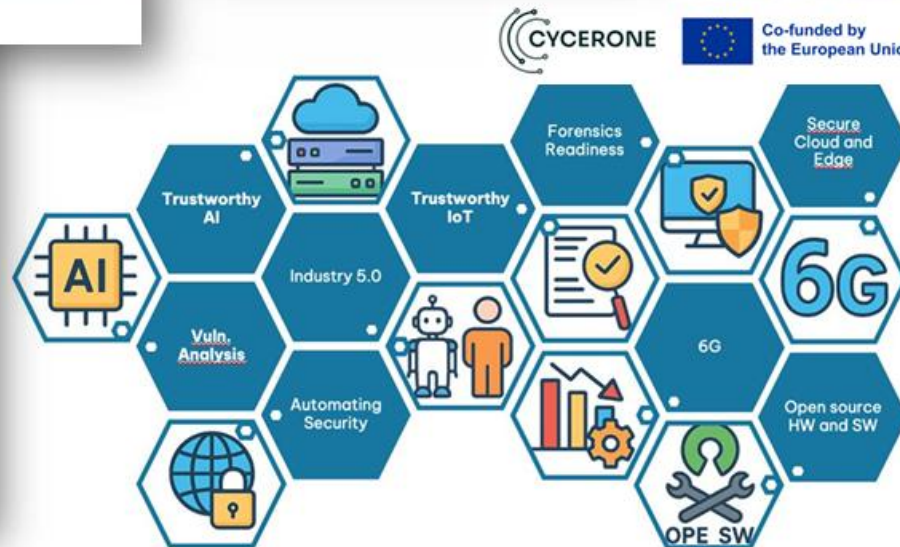 CYCERONE
Co-funded by
the European Unio
Forensics
Readiness
Secure
Cloud and
Edge
Trustworthy
AI
Trustworthy
IoT
AI
Industry 5.0
6G
Vuln.
Analysis
6G
Automating
Security
Open source
HW and SW
OPE SW